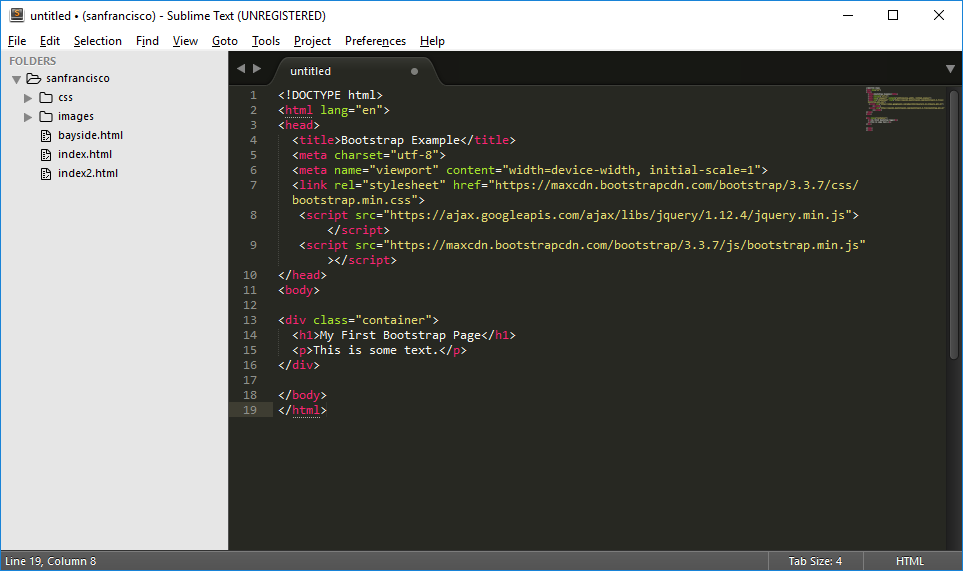 untitled • (sanfrancisco) - Sublime Text (UNREGISTERED)
File Edit Selection Find View Goto Tools Project Preferences Help
FOLDERS
sanfrancisco
css
images
bayside.html
index.html
index2.html
untitled
1 <!DOCTYPE html>
2 <html lang="en">
3 <head>
4   <title>Bootstrap Example</title>
5   <meta charset="utf-8">
6   <meta name="viewport" content="width=device-width, initial-scale=1">
7   <link rel="stylesheet" href="https://maxcdn.bootstrapcdn.com/bootstrap/3.3.7/css/
  bootstrap.min.css">
8    <script src="https://ajax.googleapis.com/ajax/libs/jquery/1.12.4/jquery.min.js">
       </script>
9    <script src="https://maxcdn.bootstrapcdn.com/bootstrap/3.3.7/js/bootstrap.min.js"
       ></script>
10 </head>
11 <body>
12
13 <div class="container">
14   <h1>My First Bootstrap Page</h1>
15   <p>This is some text.</p>
16 </div>
17
18 </body>
19 </html>
Line 19, Column 8 Tab Size: 4 HTML